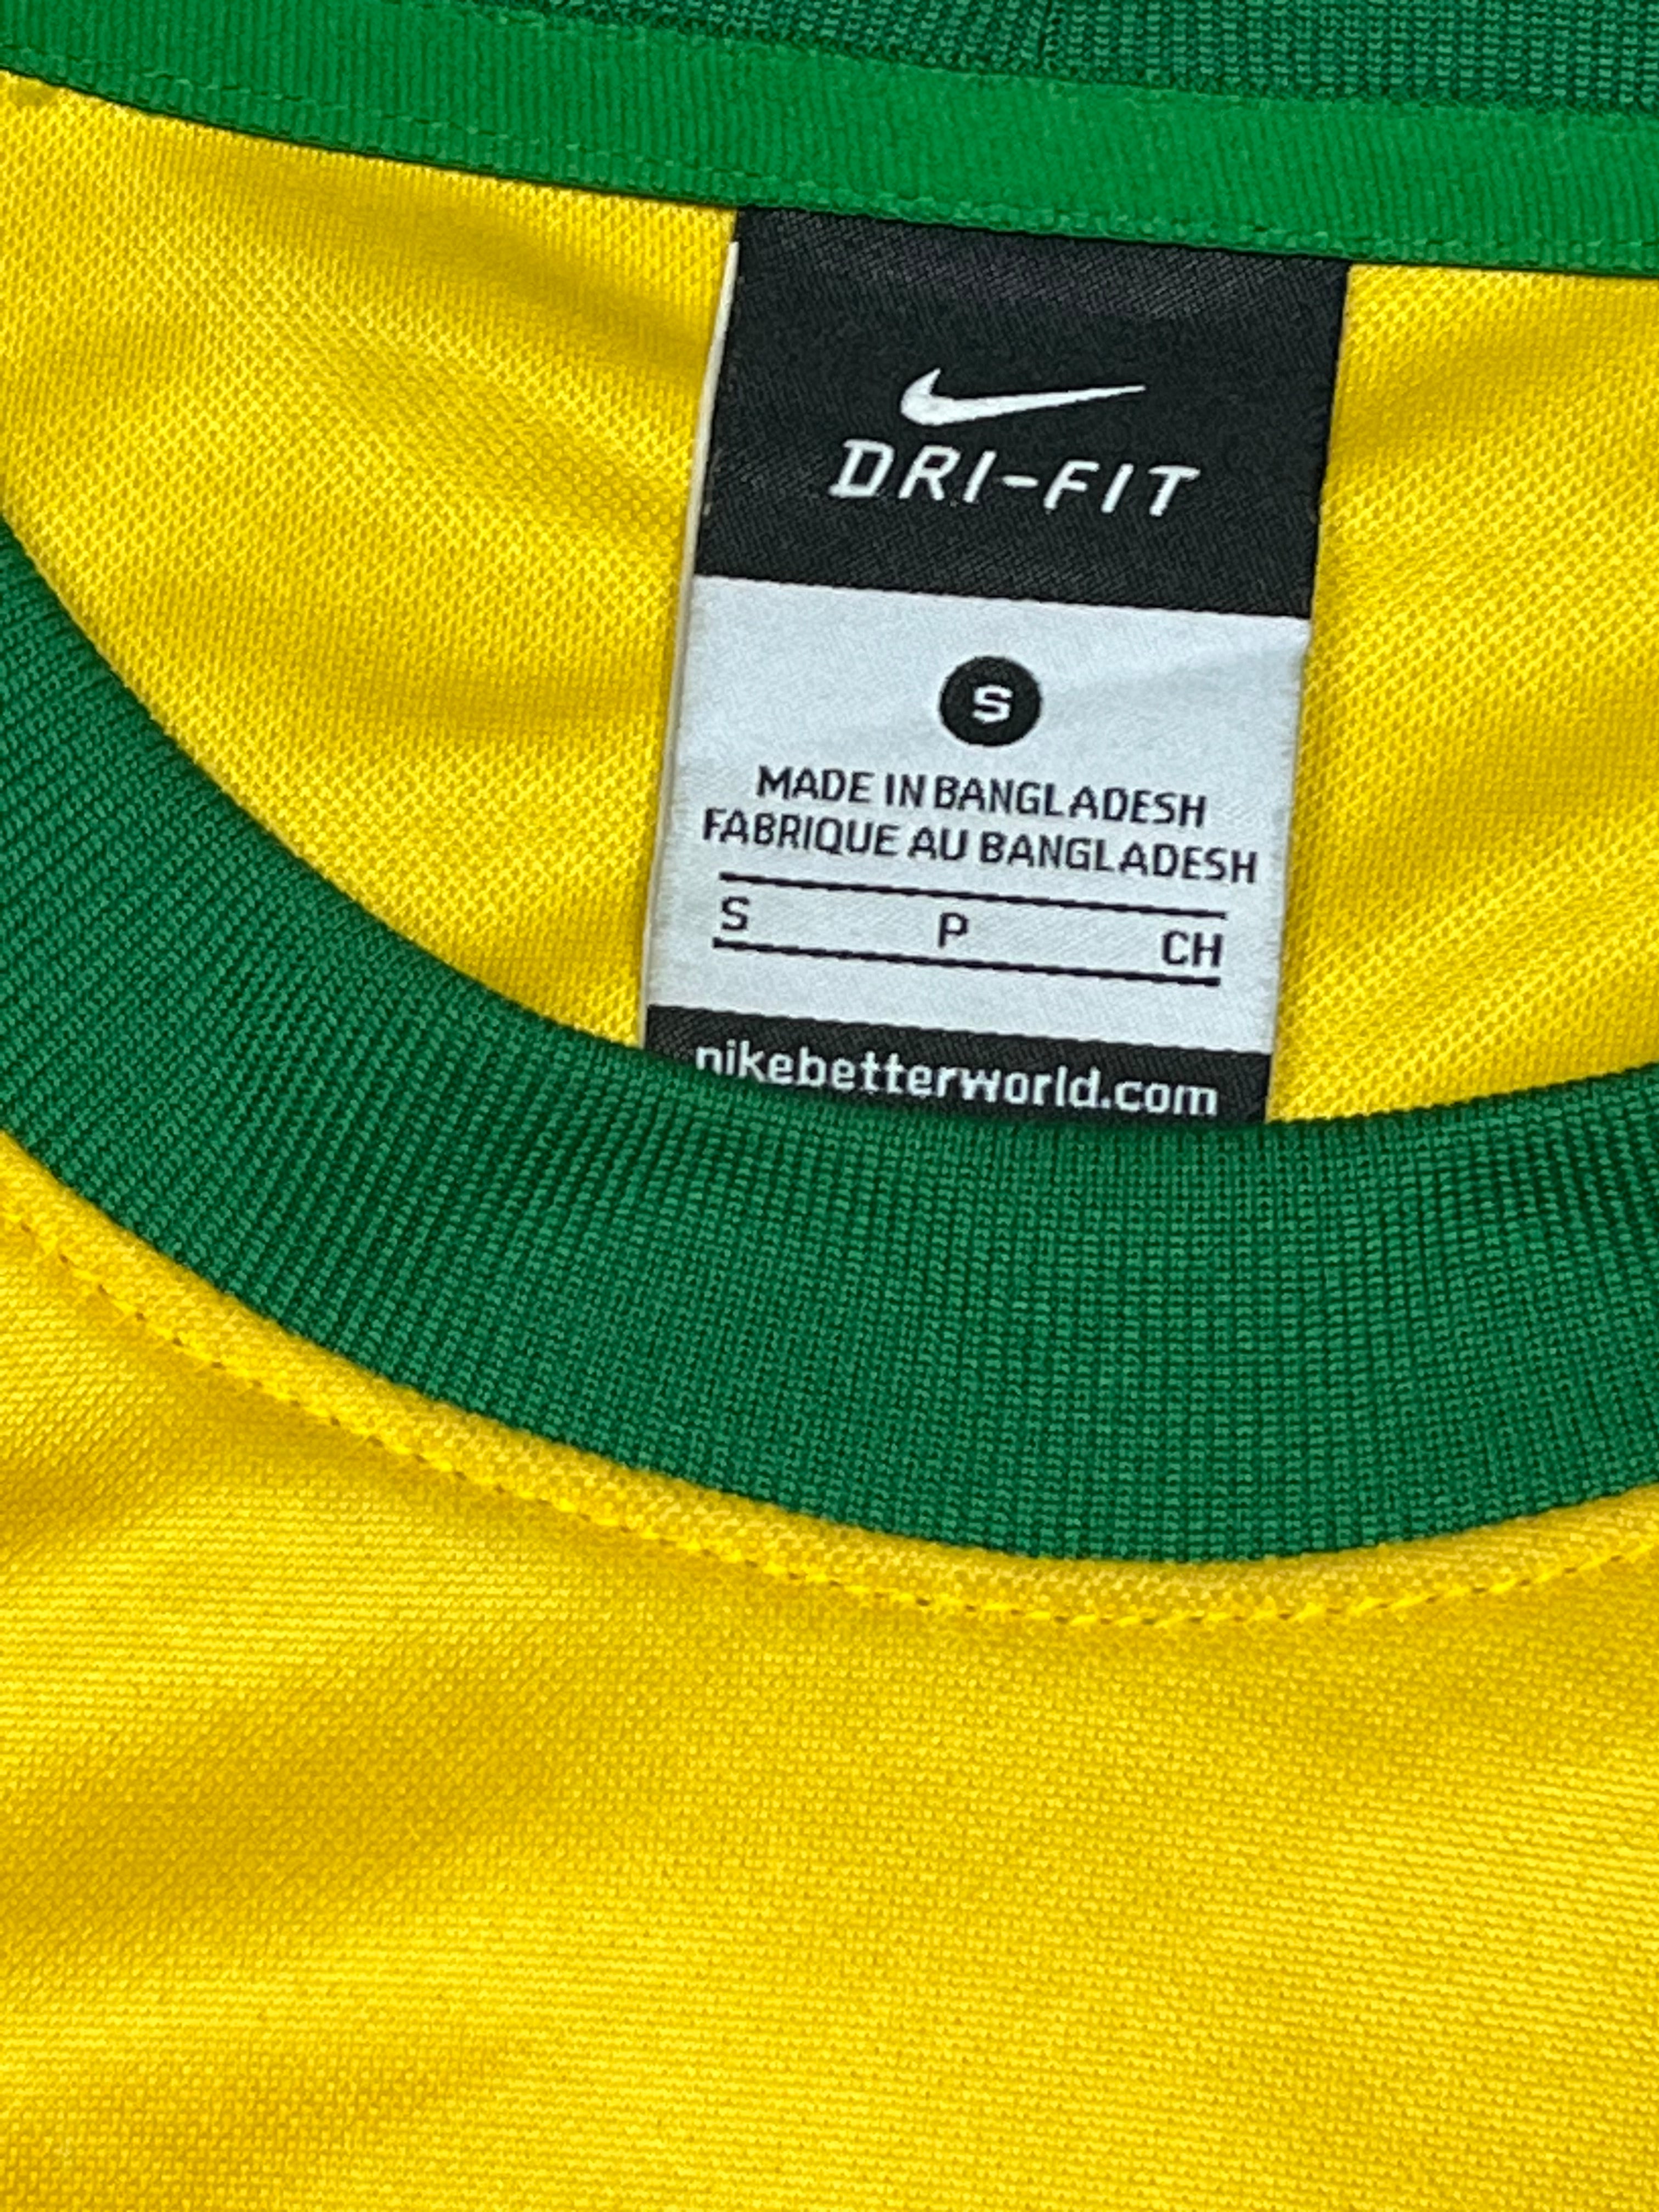 DRI-FIT
S
MADE IN BANGLADESH
FABRIQUE AU BANGLADESH
S P CH
nikebetterworld.com